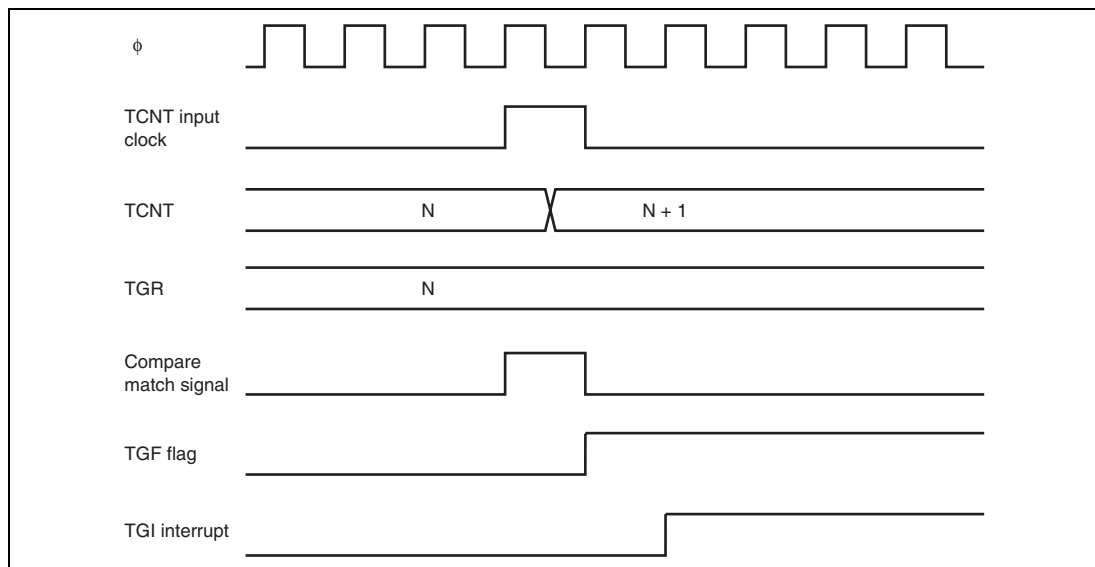 ϕ
TCNT input
clock
TCNT
N
N + 1
TGR
N
Compare
match signal
TGF flag
TGI interrupt